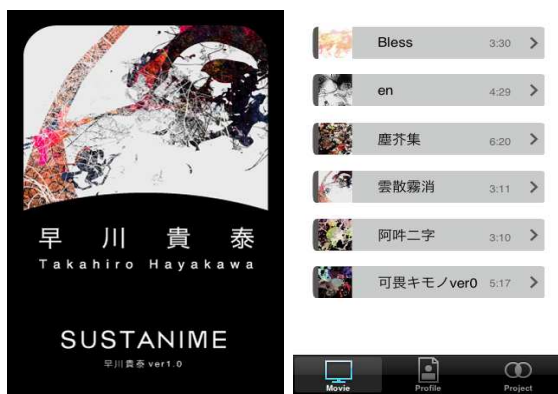 早川貴泰
Takahiro Hayakawa
SUSTANIME
早川貴泰 ver1.0
Bless 3:30
en 4:29
塵芥集 6:20
雲散霧消 3:11
阿吽二字 3:10
可畏キモノver0 5:17
Movie Profile Project